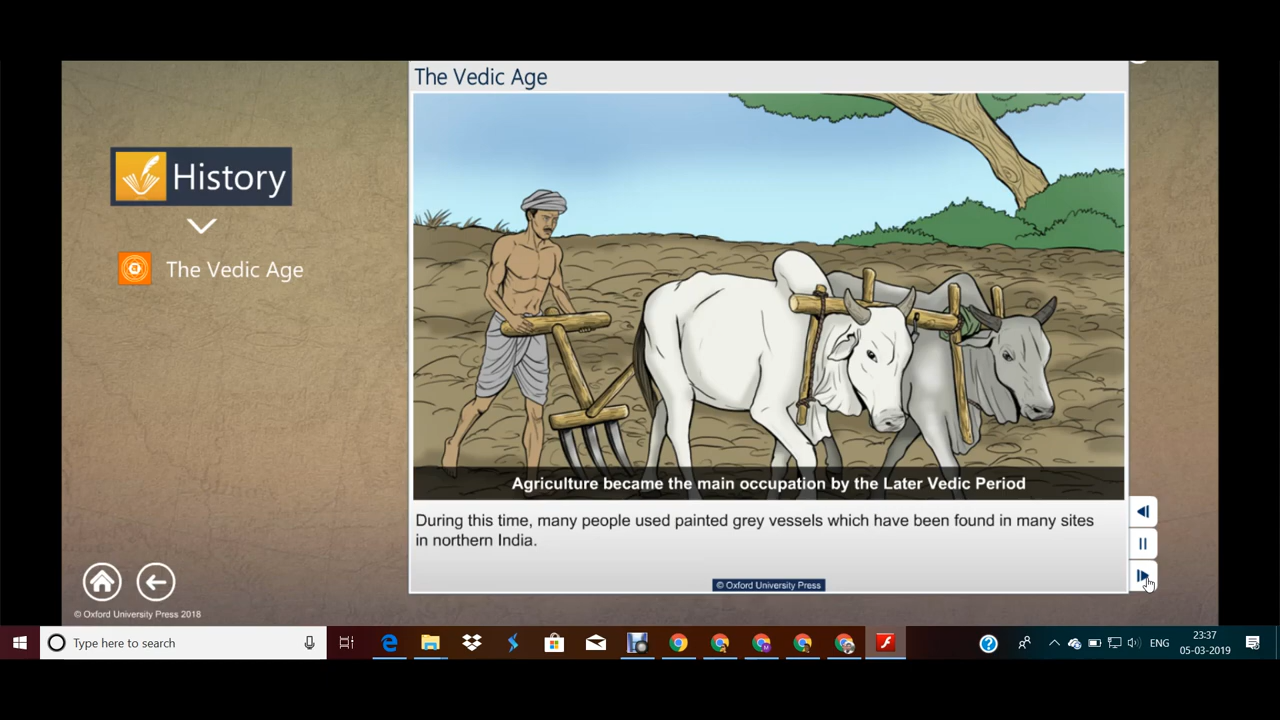 The Vedic Age
History
The Vedic Age
Agriculture became the main occupation by the Later Vedic Period
During this time, many people used painted grey vessels which have been found in many sites
in northern India.
© Oxford University Press
© Oxford University Press 2018
Type here to search
ENG
23:37
05-03-2019